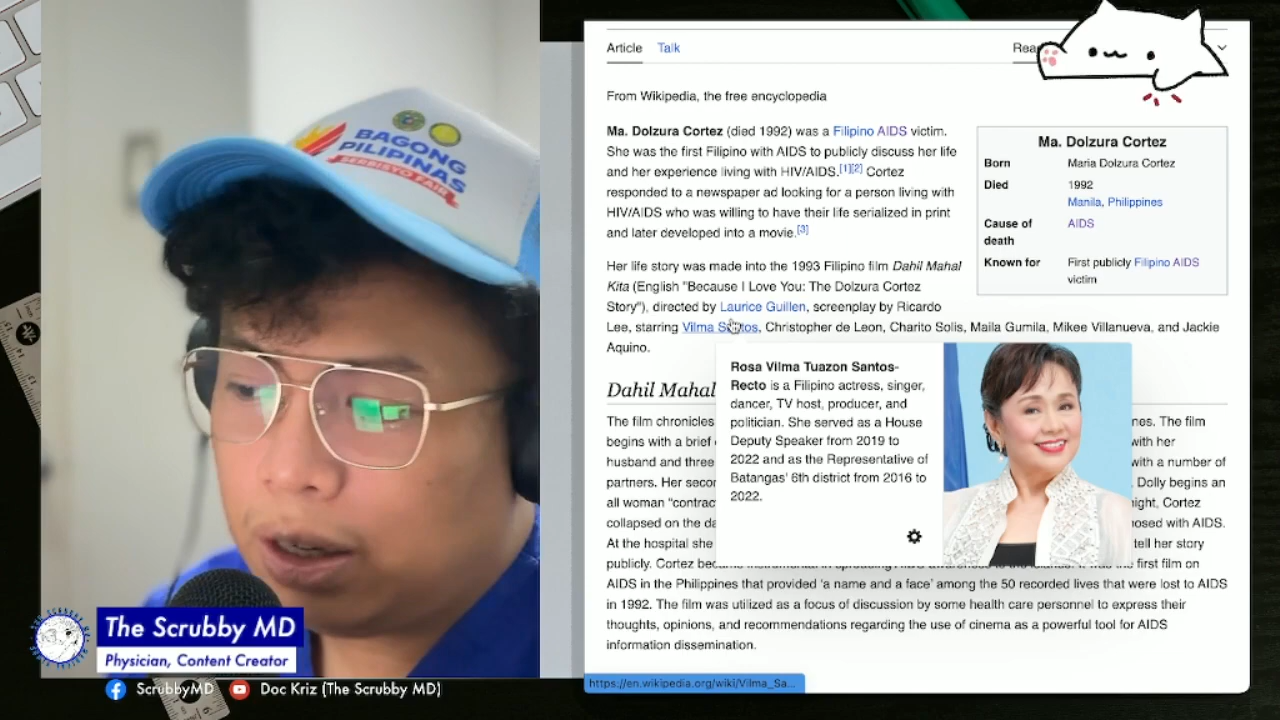 BAGONG
PILIPINAS
SERBISYO FAIR
The Scrubby MD
Physician, Content Creator
ScrubbyMD
Doc Kriz (The Scrubby MD)
Article
Talk
Rea
From Wikipedia, the free encyclopedia
Ma. Dolzura Cortez (died 1992) was a Filipino AIDS victim.
She was the first Filipino with AIDS to publicly discuss her life
and her experience living with HIV/AIDS.[1][2] Cortez
responded to a newspaper ad looking for a person living with
HIV/AIDS who was willing to have their life serialized in print
and later developed into a movie.[3]
Ma. Dolzura Cortez
Born Maria Dolzura Cortez
Died 1992
Manila, Philippines
Cause of AIDS
death
Known for First publicly Filipino AIDS
victim
Her life story was made into the 1993 Filipino film Dahil Mahal
Kita (English "Because I Love You: The Dolzura Cortez
Story"), directed by Laurice Guillen, screenplay by Ricardo
Lee, starring Vilma Santos, Christopher de Leon, Charito Solis, Maila Gumila, Mikee Villanueva, and Jackie
Aquino.
Rosa Vilma Tuazon Santos-
Recto is a Filipino actress, singer,
dancer, TV host, producer, and
politician. She served as a House
Deputy Speaker from 2019 to
2022 and as the Representative of
Batangas' 6th district from 2016 to
2022.
Dahil Mahal
The film chronicles nes. The film
begins with a brief with her
husband and three with a number of
partners. Her secon . Dolly begins an
all woman "contrac ight, Cortez
collapsed on the da nosed with AIDS.
At the hospital she tell her story
publicly. Cortez first film on
AIDS in the Philippines that provided 'a name and a face' among the 50 recorded lives that were lost to AIDS
in 1992. The film was utilized as a focus of discussion by some health care personnel to express their
thoughts, opinions, and recommendations regarding the use of cinema as a powerful tool for AIDS
information dissemination.
https://en.wikipedia.org/wiki/Vilma_Sa...